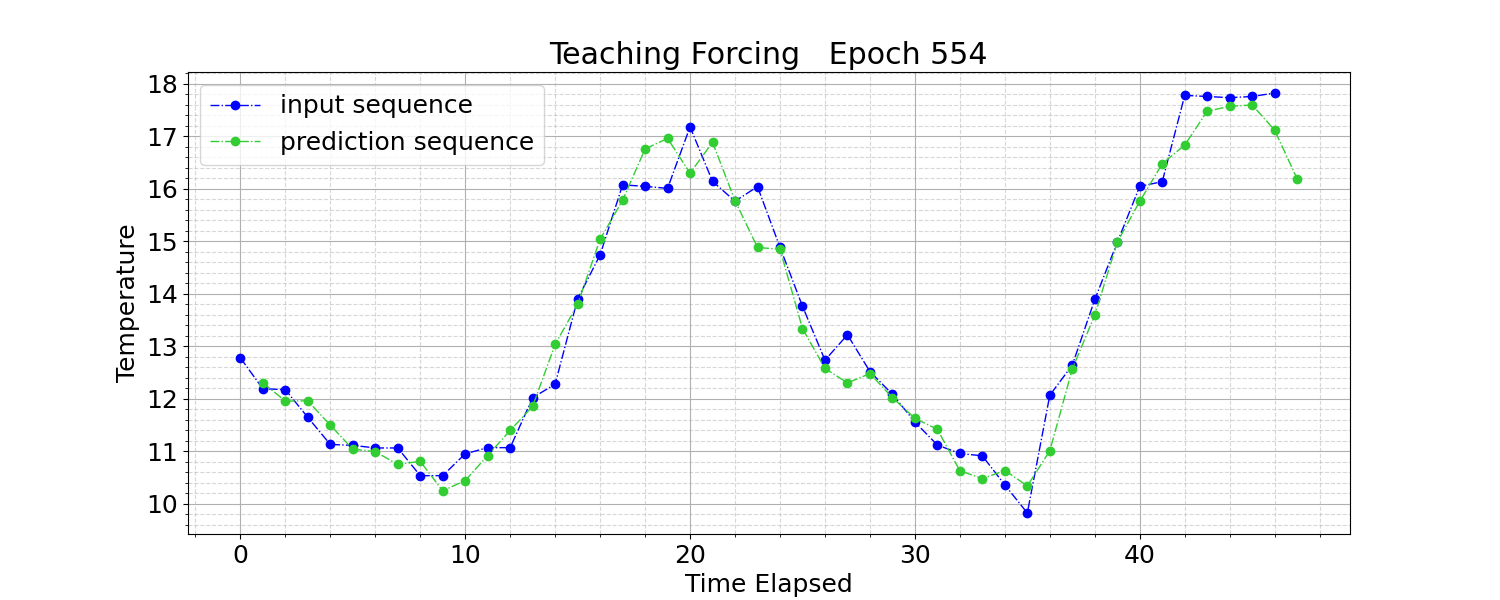 Teaching Forcing   Epoch 554
18
17
16
15
14
13
12
11
10
Temperature
input sequence
prediction sequence
0 10 20 30 40
Time Elapsed